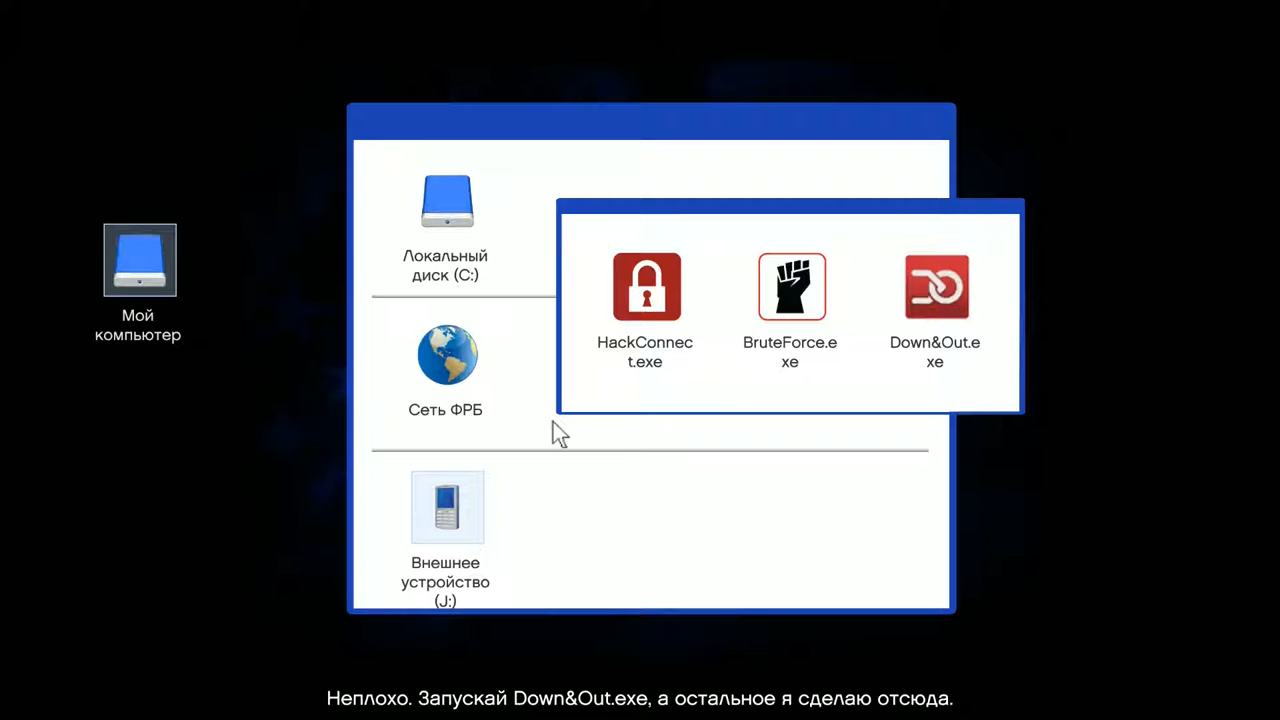 Мой
компьютер
Локальный
диск (C:)
Сеть ФРБ
Внешнее
устройство
(J:)
HackConnec
t.exe
BruteForce.e
xe
Down&Out.e
xe
Неплохо. Запускай Down&Out.exe, а остальное я сделаю отсюда.